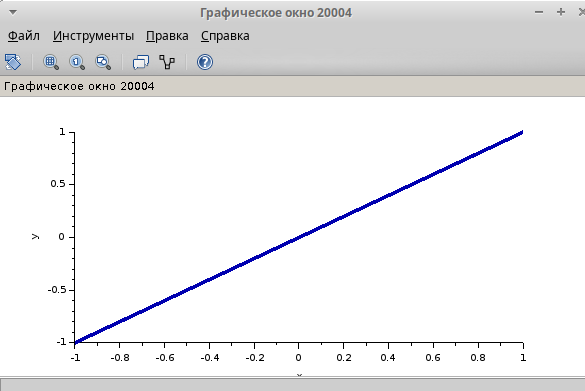 Графическое окно 20004
Файл Инструменты Правка Справка
Графическое окно 20004
1
0.5
0
-0.5
-1
y
-1 -0.8 -0.6 -0.4 -0.2 0 0.2 0.4 0.6 0.8 1